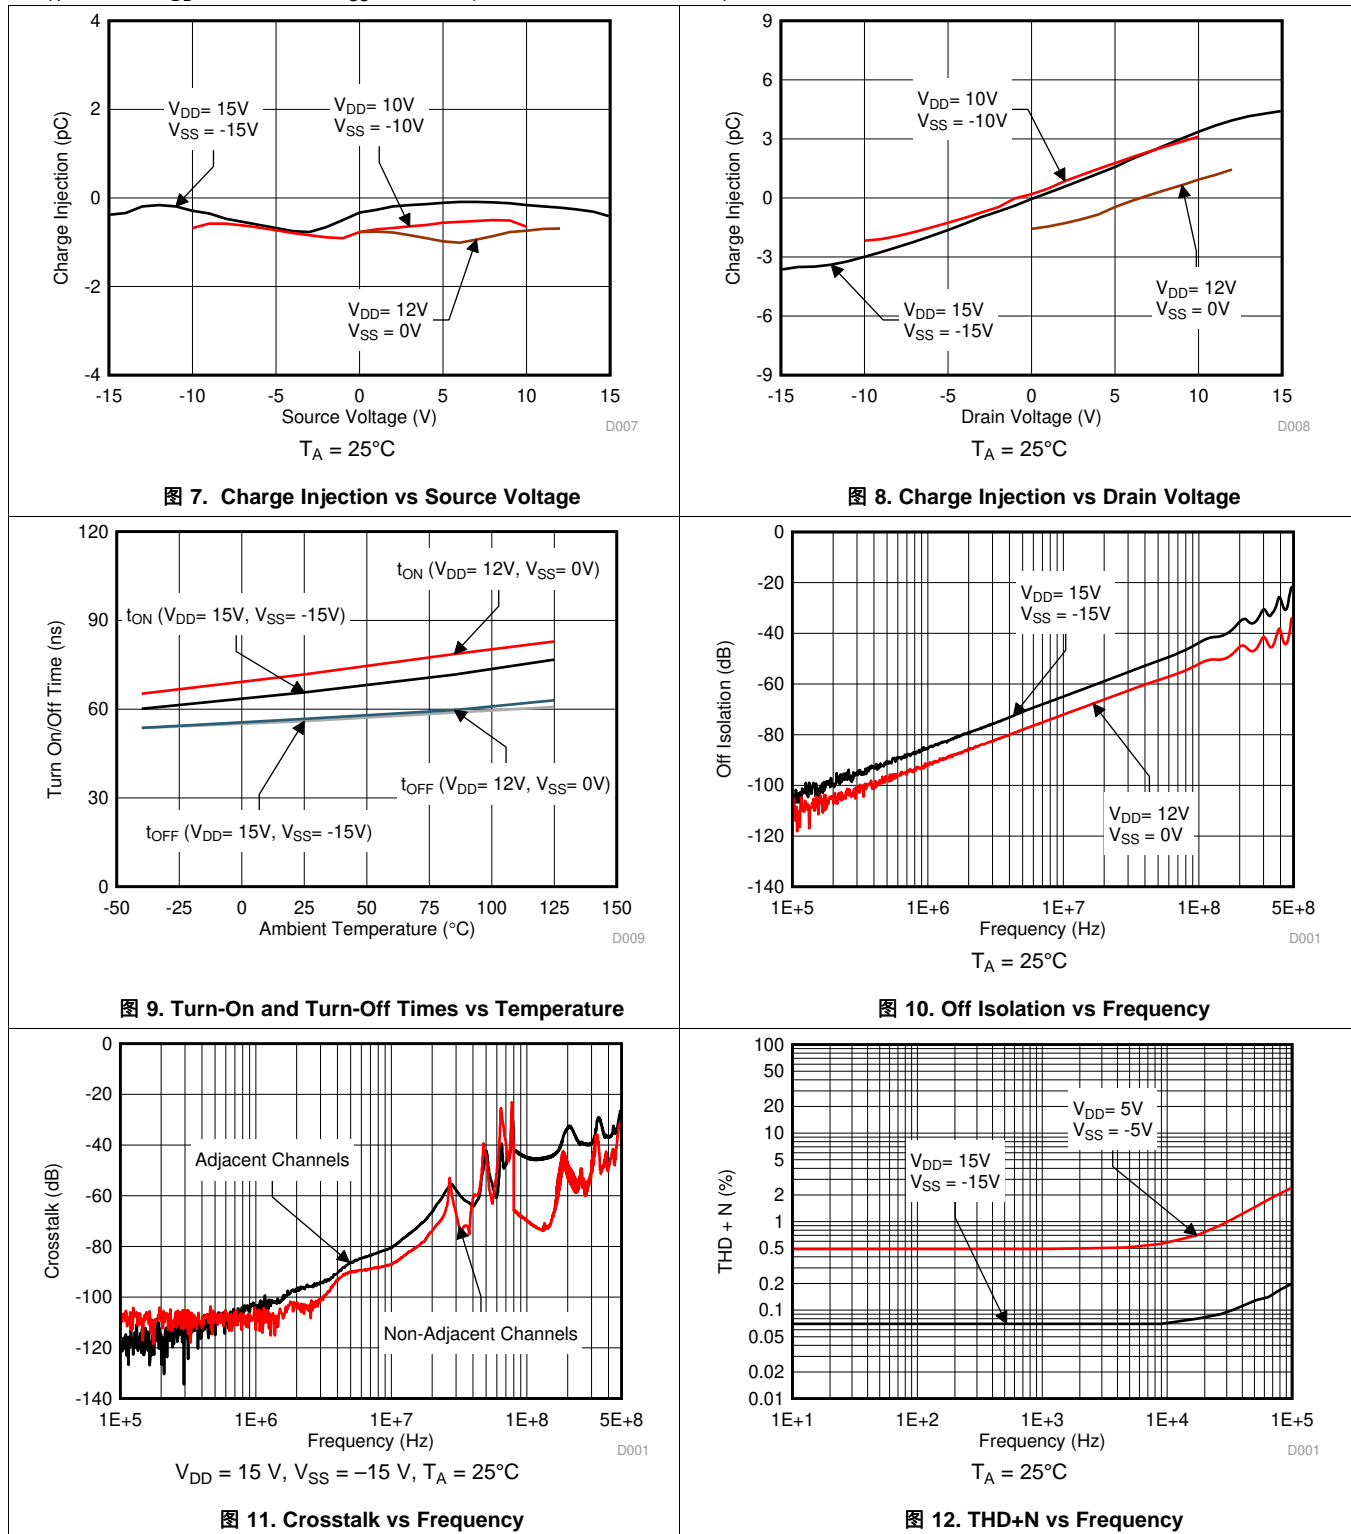 4
2
0
-2
-4
Charge Injection (pC)
VDD= 15V
VSS = -15V
VDD= 10V
VSS = -10V
VDD= 12V
VSS = 0V
-15 -10 -5 0 5 10 15
Source Voltage (V)
D007
TA = 25°C
图 7. Charge Injection vs Source Voltage
9
6
3
0
-3
-6
-9
Charge Injection (pC)
VDD= 10V
VSS = -10V
VDD= 12V
VSS = 0V
VDD= 15V
VSS = -15V
-15 -10 -5 0 5 10 15
Drain Voltage (V)
D008
TA = 25°C
图 8. Charge Injection vs Drain Voltage
120
90
60
30
0
Turn On/Off Time (ns)
tON (VDD= 12V, VSS= 0V)
tON (VDD= 15V, VSS= -15V)
tOFF (VDD= 12V, VSS= 0V)
tOFF (VDD= 15V, VSS= -15V)
-50 -25 0 25 50 75 100 125 150
Ambient Temperature (°C)
D009
图 9. Turn-On and Turn-Off Times vs Temperature
0
-20
-40
-60
-80
-100
-120
-140
Off Isolation (dB)
VDD= 15V
VSS= -15V
VDD= 12V
VSS = 0V
1E+5 1E+6 1E+7 1E+8 5E+8
Frequency (Hz)
D001
TA = 25°C
图 10. Off Isolation vs Frequency
0
-20
-40
-60
-80
-100
-120
-140
Crosstalk (dB)
Adjacent Channels
Non-Adjacent Channels
1E+5 1E+6 1E+7 1E+8 5E+8
Frequency (Hz)
D001
VDD = 15 V, VSS = –15 V, TA = 25°C
图 11. Crosstalk vs Frequency
100
50
20
10
5
2
1
0.5
0.2
0.1
0.05
0.02
0.01
THD + N (%)
VDD= 5V
VSS = -5V
VDD= 15V
VSS = -15V
1E+1 1E+2 1E+3 1E+4 1E+5
Frequency (Hz)
D001
TA = 25°C
图 12. THD+N vs Frequency